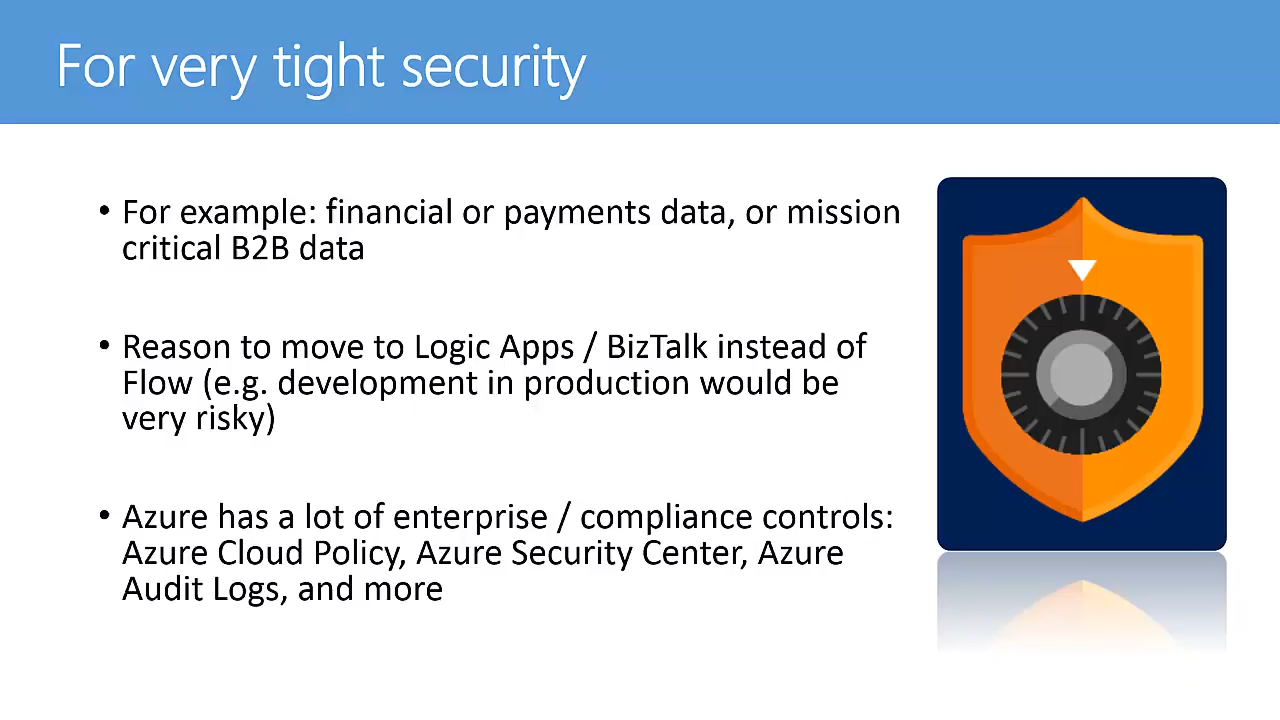 For very tight security
• For example: financial or payments data, or mission
critical B2B data
• Reason to move to Logic Apps / BizTalk instead of
Flow (e.g. development in production would be
very risky)
• Azure has a lot of enterprise / compliance controls:
Azure Cloud Policy, Azure Security Center, Azure
Audit Logs, and more